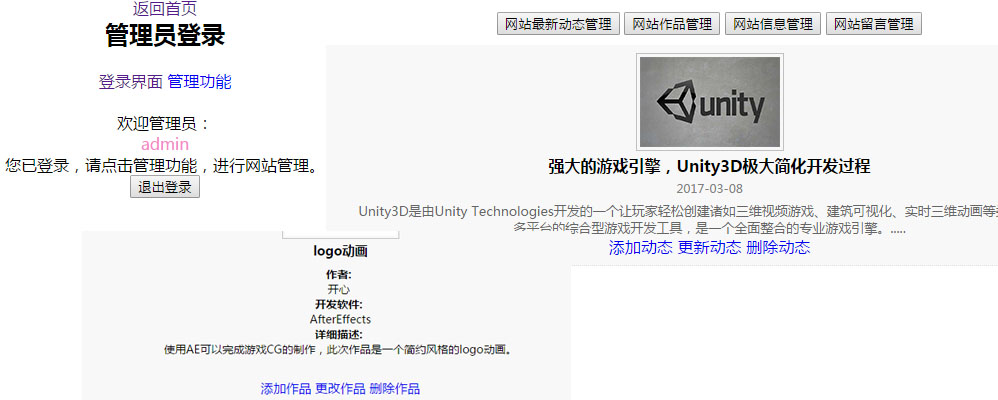 返回首页
管理员登录
登录界面 管理功能
欢迎管理员：
admin
您已登录，请点击管理功能，进行网站管理。
退出登录
网站最新动态管理 网站作品管理 网站信息管理 网站留言管理
unity
强大的游戏引擎，Unity3D极大简化开发过程
2017-03-08
Unity3D是由Unity Technologies开发的一个让玩家轻松创建诸如三维视频游戏、建筑可视化、实时三维动画等
多平台的综合型游戏开发工具，是一个全面整合的专业游戏引擎。.....
添加动态 更新动态 删除动态
logo动画
作者:
开心
开发软件:
AfterEffects
详细描述:
使用AE可以完成游戏CG的制作，此次作品是一个简约风格的logo动画。
添加作品 更改作品 删除作品